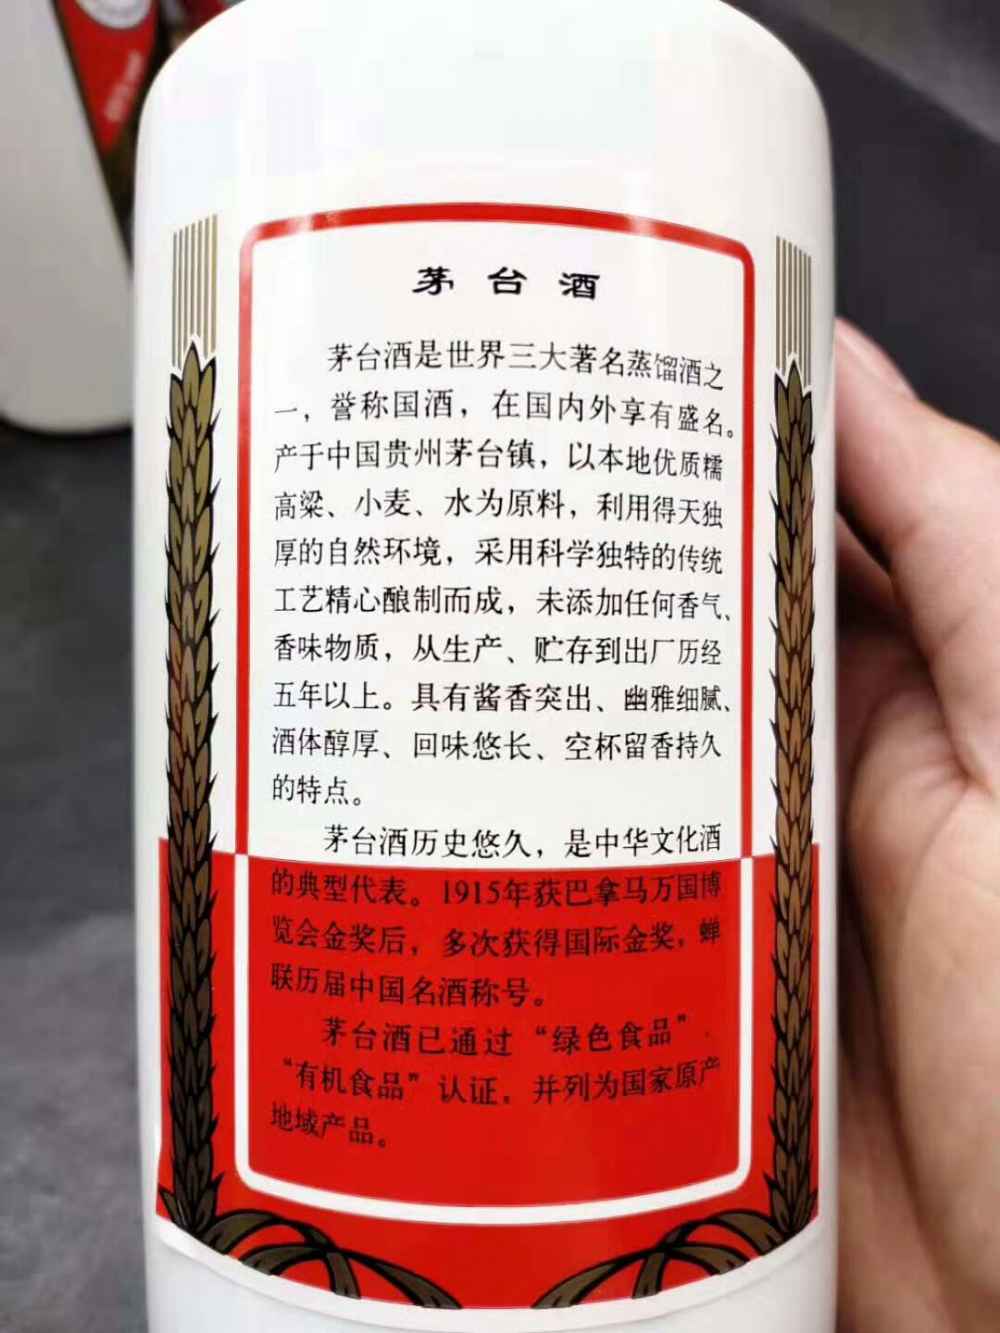 茅台酒
茅台酒是世界三大著名蒸馏酒之
一，誉称国酒，在国内外享有盛名。
产于中国贵州茅台镇，以本地优质糯
高粱、小麦、水为原料，利用得天独
厚的自然环境，采用科学独特的传统
工艺精心酿制而成，未添加任何香气、
香味物质，从生产、贮存到出厂历经
五年以上。具有酱香突出、幽雅细腻、
酒体醇厚、回味悠长、空杯留香持久
的特点。
茅台酒历史悠久，是中华文化酒
的典型代表。1915年获巴拿马万国博
览会金奖后，多次获得国际金奖，蝉
联历届中国名酒称号。
茅台酒已通过“绿色食品”、
“有机食品”认证，并列为国家原产
地域产品。